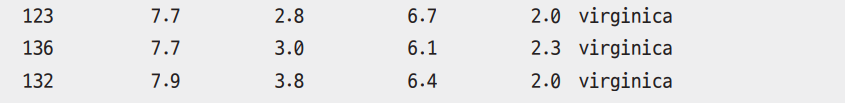 123 7.7 2.8 6.7 2.0 virginica
136 7.7 3.0 6.1 2.3 virginica
132 7.9 3.8 6.4 2.0 virginica